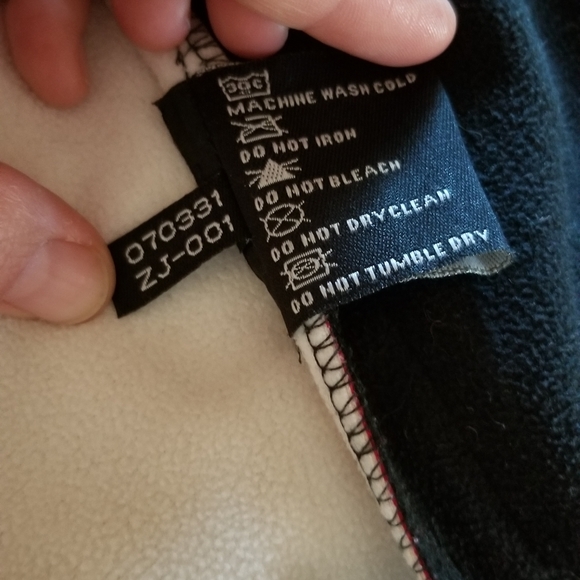 30C
MACHINE WASH COLD
DO NOT IRON
DO NOT BLEACH
DO NOT DRYCLEAN
DO NOT TUMBLE DRY
070331
ZJ-001